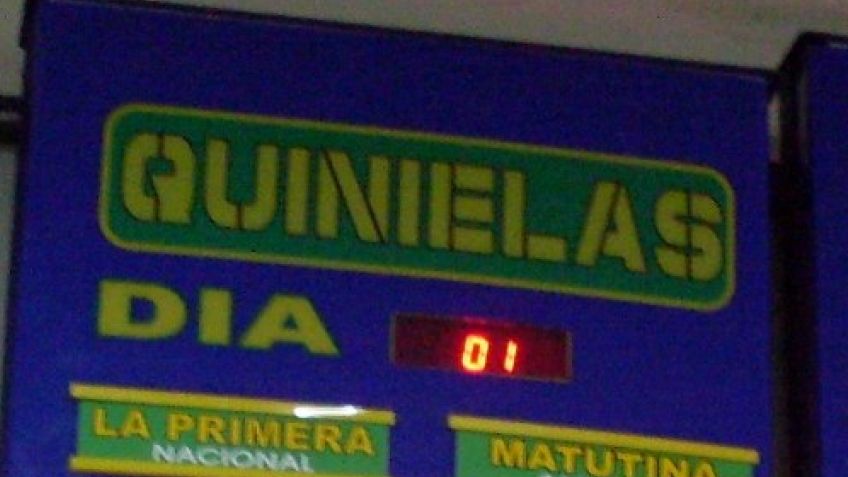 QUINIELAS
DIA 01
LA PRIMERA
NACIONAL
MATUTINA